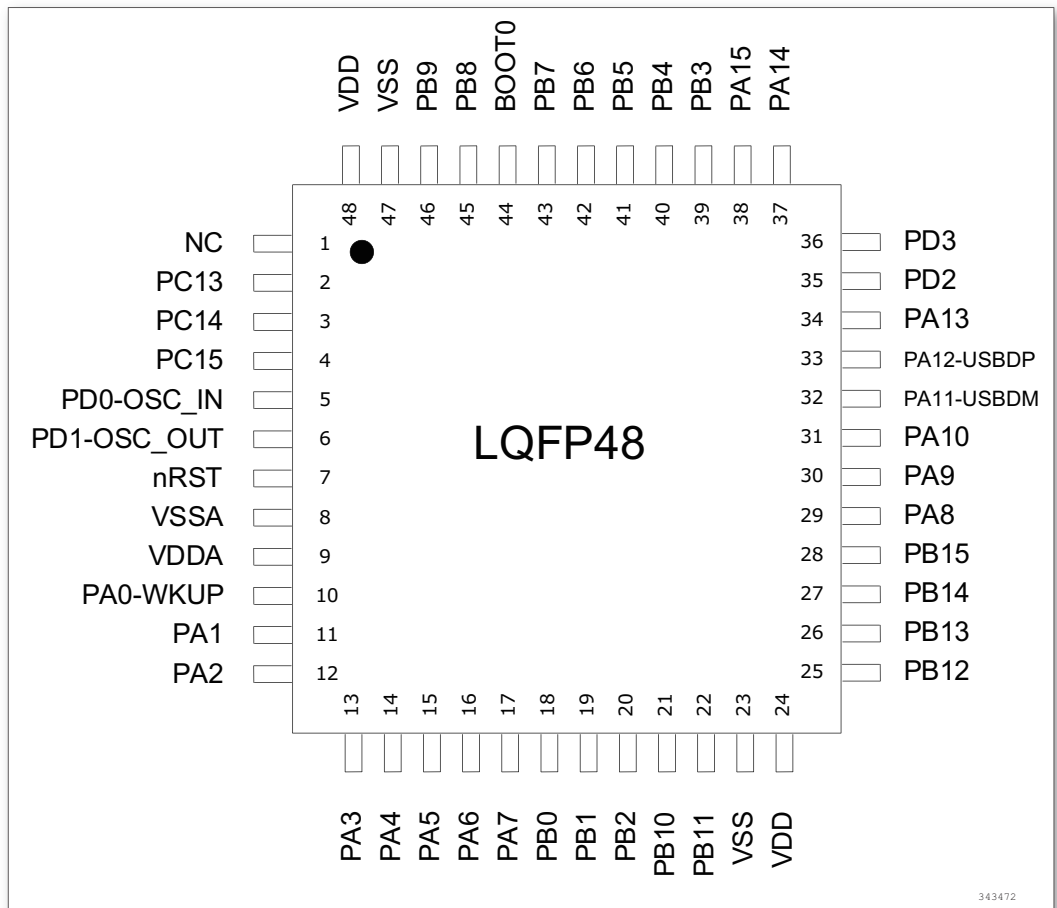 VDD VSS PB9 PB8 BOOT0 PB7 PB6 PB5 PB4 PB3 PA15 PA14
48 47 46 45 44 43 42 41 40 39 38 37
NC 1 36 PD3
PC13 2 35 PD2
PC14 3 34 PA13
PC15 4 33 PA12-USBDP
PD0-OSC_IN 5 32 PA11-USBDM
PD1-OSC_OUT 6 LQFP48 31 PA10
nRST 7 30 PA9
VSSA 8 29 PA8
VDDA 9 28 PB15
PA0-WKUP 10 27 PB14
PA1 11 26 PB13
PA2 12 25 PB12
13 14 15 16 17 18 19 20 21 22 23 24
PA3 PA4 PA5 PA6 PA7 PB0 PB1 PB2 PB10 PB11 VSS VDD
343472